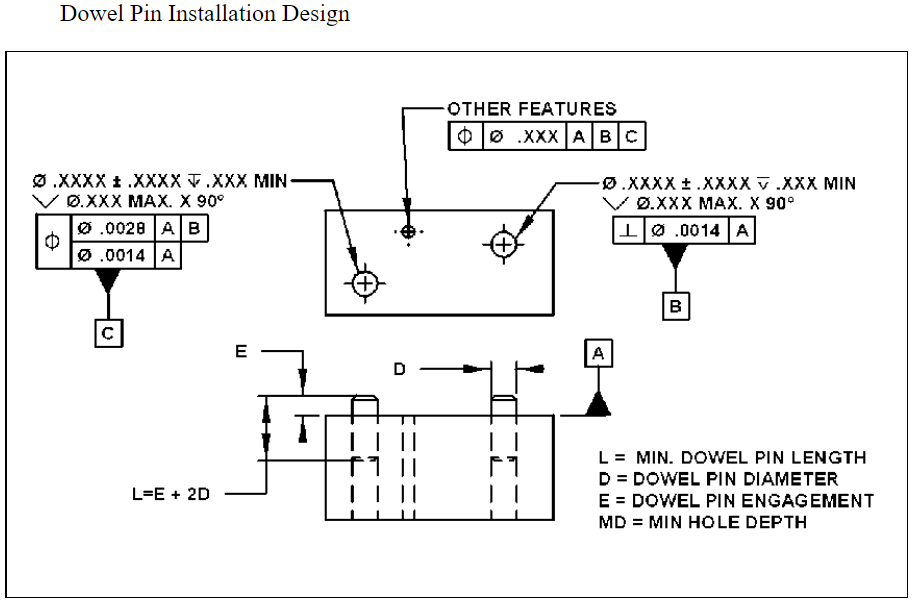 Dowel Pin Installation Design
OTHER FEATURES
⌖ Ø .XXX A B C
Ø .XXXX ± .XXXX ↧ .XXX MIN
⌵ Ø.XXX MAX. X 90°
⌖ Ø .0028 A B
Ø .0014 A
C
Ø .XXXX ± .XXXX ▽ .XXX MIN
⌵ Ø.XXX MAX. X 90°
⟂ Ø .0014 A
B
E
D
A
L=E + 2D
L = MIN. DOWEL PIN LENGTH
D = DOWEL PIN DIAMETER
E = DOWEL PIN ENGAGEMENT
MD = MIN HOLE DEPTH